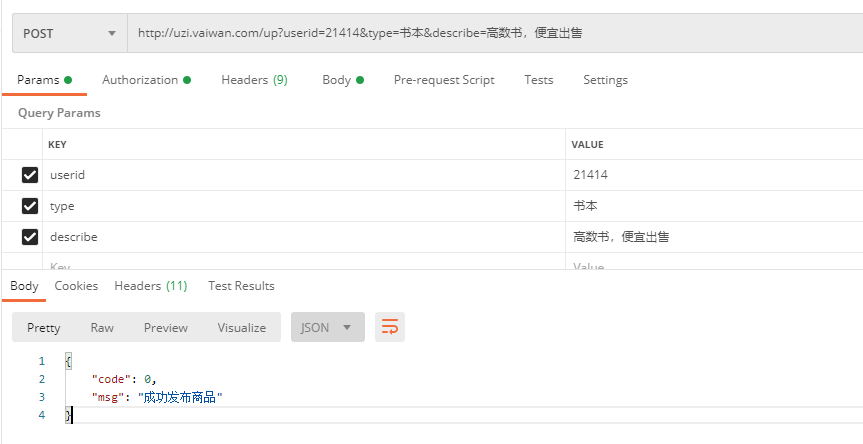 POST http://uzi.vaiwan.com/up?userid=21414&type=书本&describe=高数书，便宜出售
Params Authorization Headers (9) Body Pre-request Script Tests Settings
Query Params
KEY VALUE
userid 21414
type 书本
describe 高数书，便宜出售
Key Value
Body Cookies Headers (11) Test Results
Pretty Raw Preview Visualize JSON
1 {
2 "code": 0,
3 "msg": "成功发布商品"
4 }